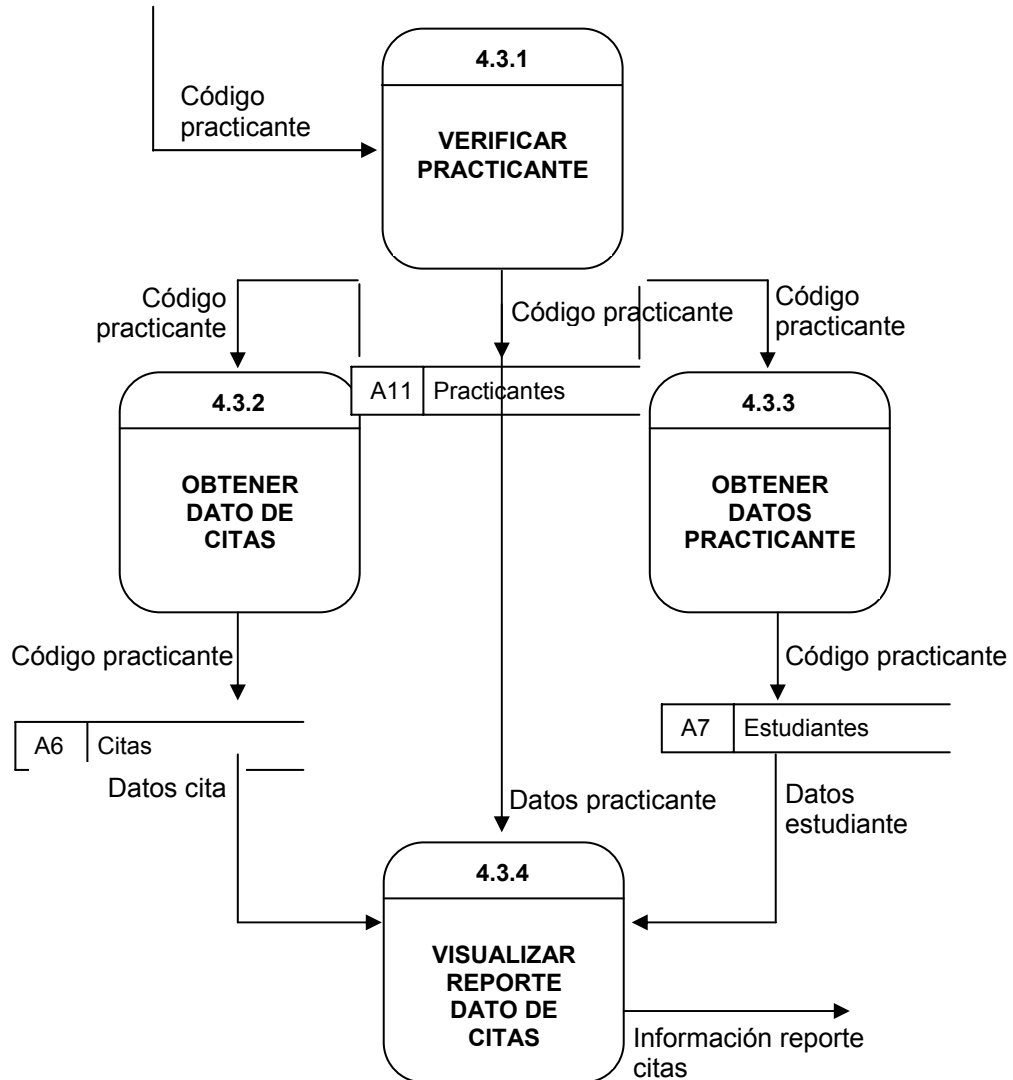 4.3.1
Código
practicante
VERIFICAR
PRACTICANTE
Código
practicante
Código practicante
Código
practicante
4.3.2
A11 Practicantes
4.3.3
OBTENER
DATO DE
CITAS
OBTENER
DATOS
PRACTICANTE
Código practicante
Código practicante
A6 Citas
A7 Estudiantes
Datos cita
Datos practicante
Datos
estudiante
4.3.4
VISUALIZAR
REPORTE
DATO DE
CITAS
Información reporte
citas